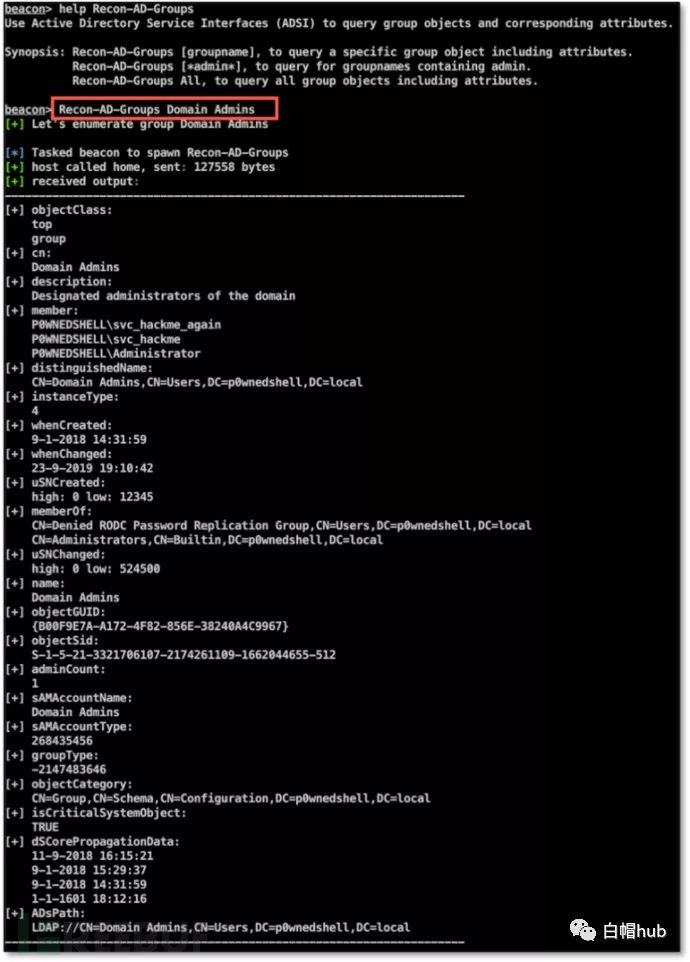 beacon> help Recon-AD-Groups
Use Active Directory Service Interfaces (ADSI) to query group objects and corresponding attributes.
Synopsis: Recon-AD-Groups [groupname], to query a specific group object including attributes.
Recon-AD-Groups [*admin*], to query for groupnames containing admin.
Recon-AD-Groups All, to query all group objects including attributes.
beacon> Recon-AD-Groups Domain Admins
[+] Let's enumerate group Domain Admins
[*] Tasked beacon to spawn Recon-AD-Groups
[+] host called home, sent: 127558 bytes
[+] received output:
--------------------------------------------------------------------
[+] objectClass:
top
group
[+] cn:
Domain Admins
[+] description:
Designated administrators of the domain
[+] member:
P0WNEDSHELL\svc_hackme_again
P0WNEDSHELL\svc_hackme
P0WNEDSHELL\Administrator
[+] distinguishedName:
CN=Domain Admins,CN=Users,DC=p0wnedshell,DC=local
[+] instanceType:
4
[+] whenCreated:
9-1-2018 14:31:59
[+] whenChanged:
23-9-2019 19:10:42
[+] uSNCreated:
high: 0 low: 12345
[+] memberOf:
CN=Denied RODC Password Replication Group,CN=Users,DC=p0wnedshell,DC=local
CN=Administrators,CN=Builtin,DC=p0wnedshell,DC=local
[+] uSNChanged:
high: 0 low: 524500
[+] name:
Domain Admins
[+] objectGUID:
{B00F9E7A-A172-4F82-856E-38240A4C9967}
[+] objectSid:
S-1-5-21-3321706107-2174261109-1662044655-512
[+] adminCount:
1
[+] sAMAccountName:
Domain Admins
[+] sAMAccountType:
268435456
[+] groupType:
-2147483646
[+] objectCategory:
CN=Group,CN=Schema,CN=Configuration,DC=p0wnedshell,DC=local
[+] isCriticalSystemObject:
TRUE
[+] dSCorePropagationData:
11-9-2018 16:15:21
9-1-2018 15:29:37
9-1-2018 14:31:59
1-1-1601 18:12:16
[+] ADsPath:
LDAP://CN=Domain Admins,CN=Users,DC=p0wnedshell,DC=local
--------------------------------------------------------------------
白帽hub